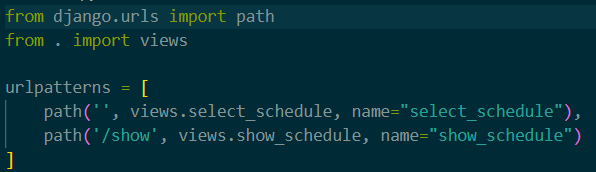 from django.urls import path
from . import views
urlpatterns = [
path('', views.select_schedule, name="select_schedule"),
path('/show', views.show_schedule, name="show_schedule")
]